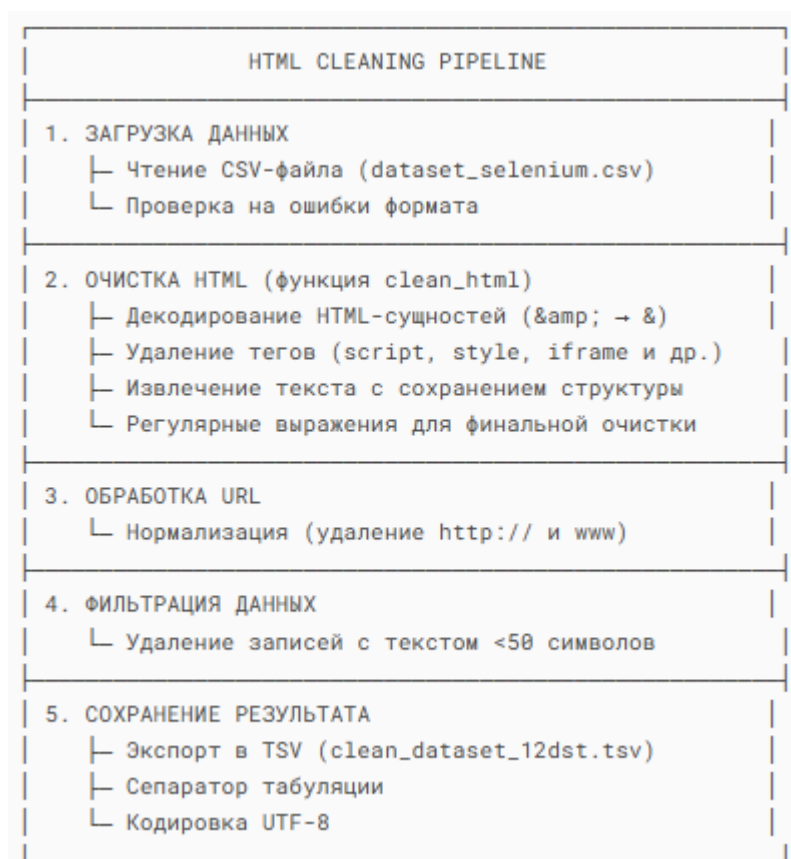 HTML CLEANING PIPELINE
1. ЗАГРУЗКА ДАННЫХ
├─ Чтение CSV-файла (dataset_selenium.csv)
└─ Проверка на ошибки формата
2. ОЧИСТКА HTML (функция clean_html)
├─ Декодирование HTML-сущностей (&amp; → &)
├─ Удаление тегов (script, style, iframe и др.)
├─ Извлечение текста с сохранением структуры
└─ Регулярные выражения для финальной очистки
3. ОБРАБОТКА URL
└─ Нормализация (удаление http:// и www)
4. ФИЛЬТРАЦИЯ ДАННЫХ
└─ Удаление записей с текстом <50 символов
5. СОХРАНЕНИЕ РЕЗУЛЬТАТА
├─ Экспорт в TSV (clean_dataset_12dst.tsv)
├─ Сепаратор табуляции
└─ Кодировка UTF-8